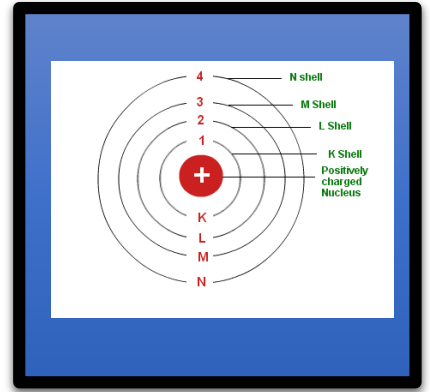 4
N shell
3
M Shell
2
L Shell
1
K Shell
+
Positively
charged
Nucleus
K
L
M
N